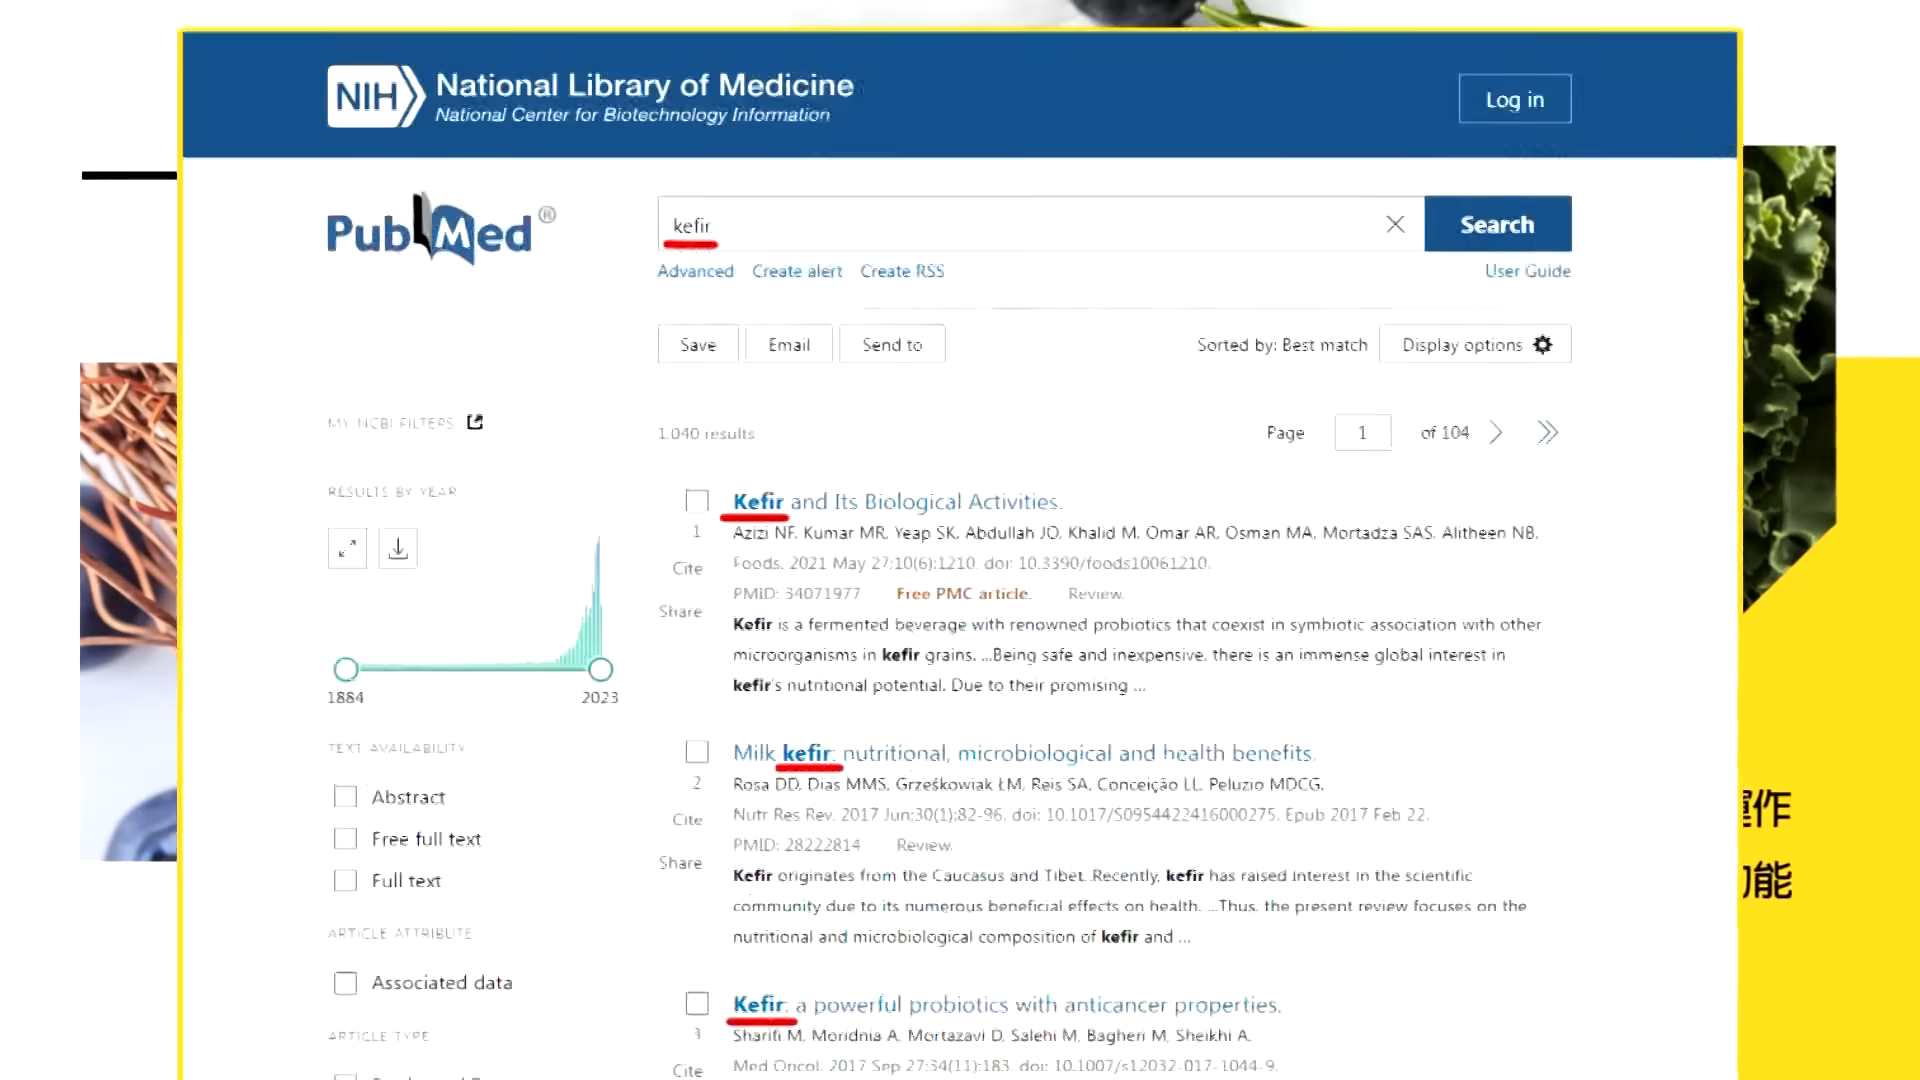 NIH National Library of Medicine
National Center for Biotechnology Information
Log in
PubMed®
kefir
Search
Advanced Create alert Create RSS
User Guide
Save Email Send to
Sorted by: Best match
Display options
MY NCBI FILTERS
1,040 results
Page 1 of 104
RESULTS BY YEAR
1884 2023
TEXT AVAILABILITY
Abstract
Free full text
Full text
ARTICLE ATTRIBUTE
Associated data
ARTICLE TYPE
Kefir and Its Biological Activities.
1
Azizi NF, Kumar MR, Yeap SK, Abdullah JO, Khalid M, Omar AR, Osman MA, Mortadza SAS, Alitheen NB.
Cite
Foods. 2021 May 27;10(6):1210. doi: 10.3390/foods10061210.
PMID: 34071977 Free PMC article. Review.
Share
Kefir is a fermented beverage with renowned probiotics that coexist in symbiotic association with other
microorganisms in kefir grains. ...Being safe and inexpensive, there is an immense global interest in
kefir's nutritional potential. Due to their promising ...
Milk kefir: nutritional, microbiological and health benefits.
2
Rosa DD, Dias MMS, Grześkowiak ŁM, Reis SA, Conceição LL, Peluzio MDCG.
Cite
Nutr Res Rev. 2017 Jun;30(1):82-96. doi: 10.1017/S0954422416000275. Epub 2017 Feb 22.
PMID: 28222814 Review.
Share
Kefir originates from the Caucasus and Tibet. Recently, kefir has raised interest in the scientific
community due to its numerous beneficial effects on health. ...Thus, the present review focuses on the
nutritional and microbiological composition of kefir and ...
Kefir: a powerful probiotics with anticancer properties.
3
Sharifi M, Moridnia A, Mortazavi D, Salehi M, Bagheri M, Sheikhi A.
Cite
Med Oncol. 2017 Sep 27;34(11):183. doi: 10.1007/s12032-017-1044-9.
運作
功能